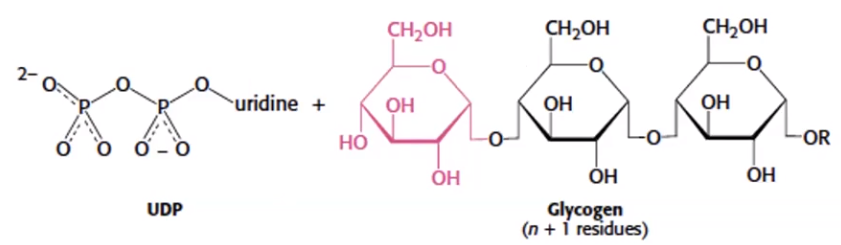 CH₂OH CH₂OH CH₂OH
2– O O O O O O
P P uridine + OH OH OH
O O O – O HO O O OR
OH OH OH
UDP Glycogen
(n + 1 residues)